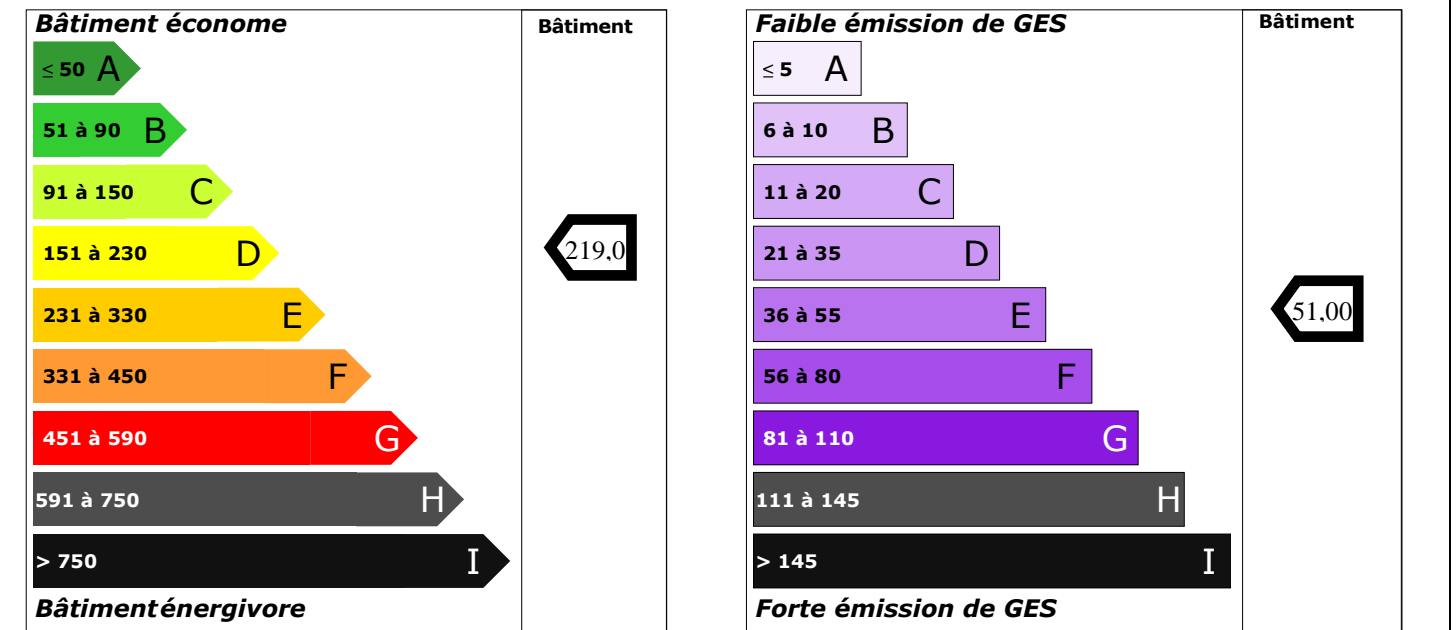 Bâtiment économe
Bâtiment
≤ 50 A
51 à 90 B
91 à 150 C
151 à 230 D
219,0
231 à 330 E
331 à 450 F
451 à 590 G
591 à 750 H
> 750 I
Bâtiment énergivore
Faible émission de GES
Bâtiment
≤ 5 A
6 à 10 B
11 à 20 C
21 à 35 D
36 à 55 E
51,00
56 à 80 F
81 à 110 G
111 à 145 H
> 145 I
Forte émission de GES